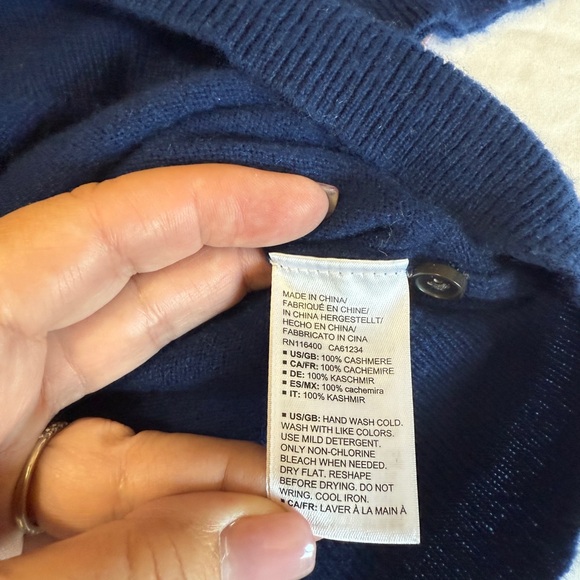 MADE IN CHINA/
FABRIQUÉ EN CHINE/
IN CHINA HERGESTELLT/
HECHO EN CHINA/
FABBRICATO IN CINA
RN116400 CA61234
▪ US/GB: 100% CASHMERE
▪ CA/FR: 100% CACHEMIRE
▪ DE: 100% KASCHMIR
▪ ES/MX: 100% cachemira
▪ IT: 100% KASHMIR
▪ US/GB: HAND WASH COLD.
WASH WITH LIKE COLORS.
USE MILD DETERGENT.
ONLY NON-CHLORINE
BLEACH WHEN NEEDED.
DRY FLAT. RESHAPE
BEFORE DRYING. DO NOT
WRING, COOL IRON.
▪ CA/FR: LAVER À LA MAIN À